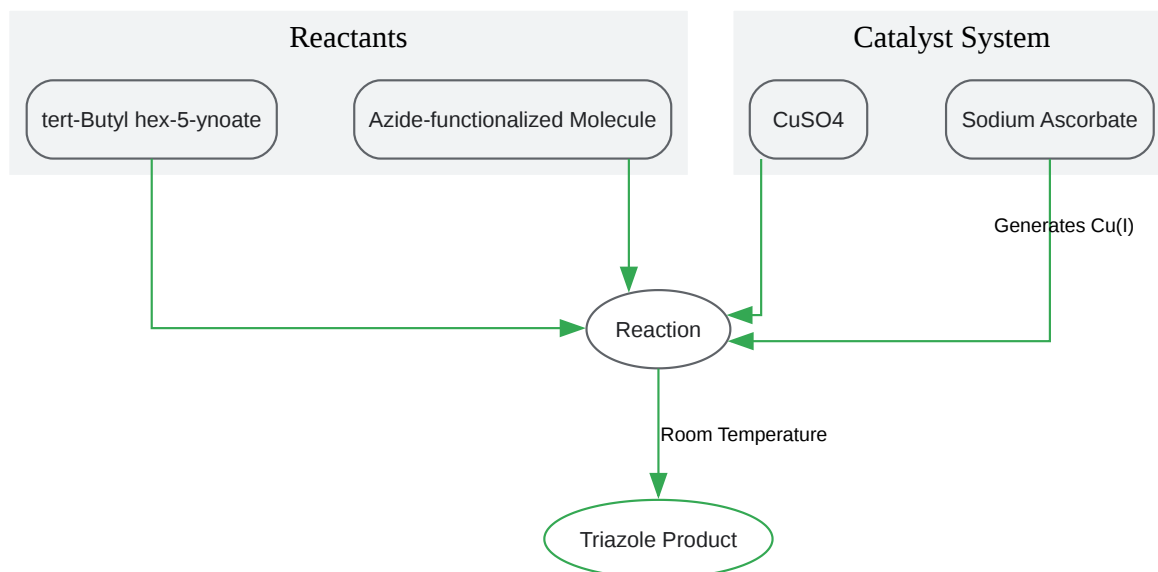 Reactants
Catalyst System
tert-Butyl hex-5-ynoate
Azide-functionalized Molecule
CuSO4
Sodium Ascorbate
Generates Cu(I)
Reaction
Room Temperature
Triazole Product